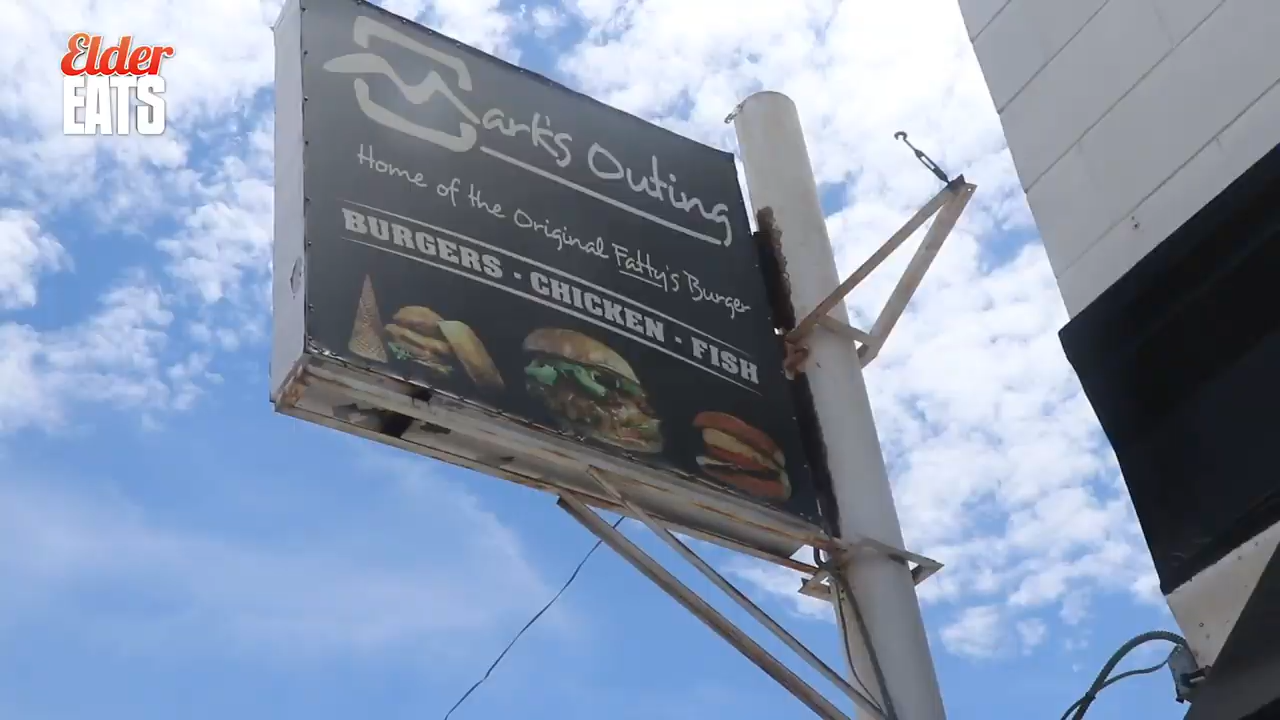 Elder
EATS
Mark's Outing
Home of the Original Fatty's Burger
BURGERS · CHICKEN · FISH